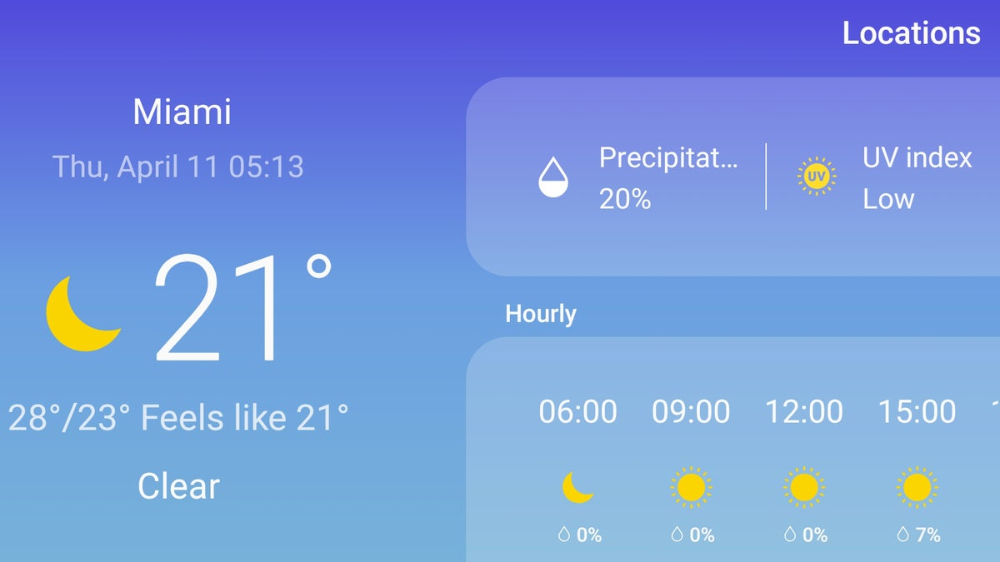 Locations
Miami
Thu, April 11 05:13
21°
28°/23° Feels like 21°
Clear
Precipitat...
20%
UV
UV index
Low
Hourly
06:00 09:00 12:00 15:00
0% 0% 0% 7%